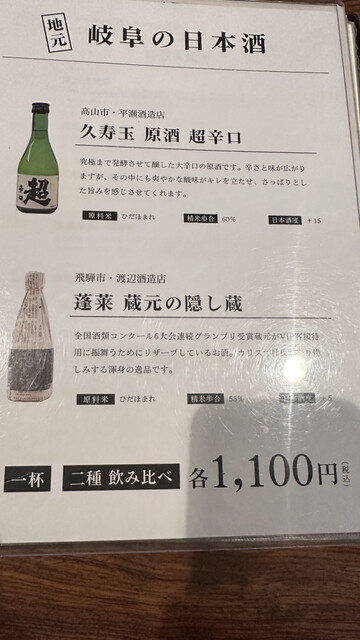 地元 岐阜の日本酒
高山市・平瀬酒造店
久寿玉 原酒 超辛口
究極まで発酵させて醸した大辛口の原酒です。辛さと味が広がり
ますが、その中にも爽やかな酸味がキレを立たせ、さっぱりとし
た旨みを感じさせてくれます。
原料米 ひだほまれ 精米歩合 60% 日本酒度 +15
超
辛口
飛騨市・渡辺酒造店
蓬莱 蔵元の隠し蔵
全国酒類コンクール6大会連続グランプリ受賞蔵元がVIPお客様待
用に振舞うためにリザーブしているお酒。
しみする渾身の逸品です。
原料米 ひだほまれ 精米歩合 55%
一杯 二種 飲み比べ 各1,100円(税込)